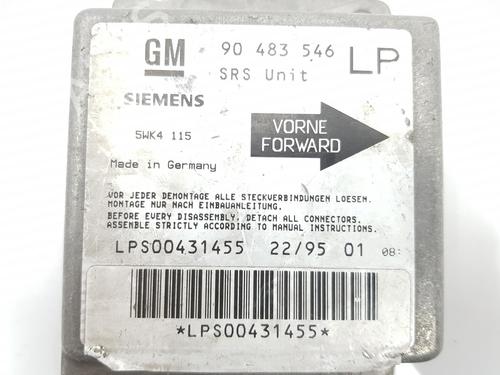 GM
90 483 546
LP
SRS Unit
SIEMENS
5WK4 115
VORNE
FORWARD
Made in Germany
VOR JEDER DEMONTAGE ALLE STECKVERBINDUNGEN LOESEN.
MONTAGE NUR NACH EINBAUANLEITUNG.
BEFORE EVERY DISASSEMBLY, DETACH ALL CONNECTORS.
ASSEMBLE STRICTLY ACCORDING TO MANUAL INSTRUCTIONS.
LPS00431455 22/95 01 08:
*LPS00431455*